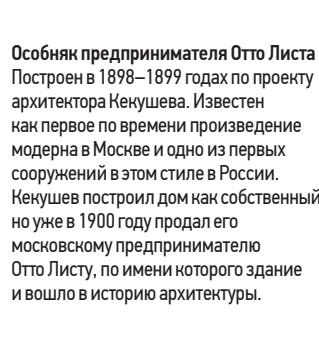 Особняк предпринимателя Отто Листа
Построен в 1898–1899 годах по проекту
архитектора Кекушева. Известен
как первое по времени произведение
модерна в Москве и одно из первых
сооружений в этом стиле в России.
Кекушев построил дом как собственный
но уже в 1900 году продал его
московскому предпринимателю
Отто Листу, по имени которого здание
и вошло в историю архитектуры.